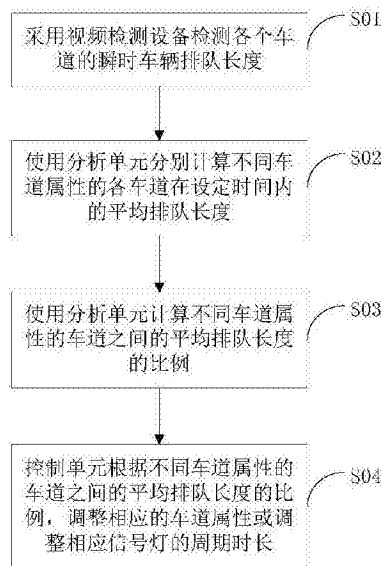 采用视频检测设备检测各个车
道的瞬时车辆排队长度
S01
使用分析单元分别计算不同车
道属性的各车道在设定时间内
的平均排队长度
S02
使用分析单元计算不同车道属
性的车道之间的平均排队长度
的比例
S03
控制单元根据不同车道属性的
车道之间的平均排队长度的比
例，调整相应的车道属性或调
整相应信号灯的周期时长
S04